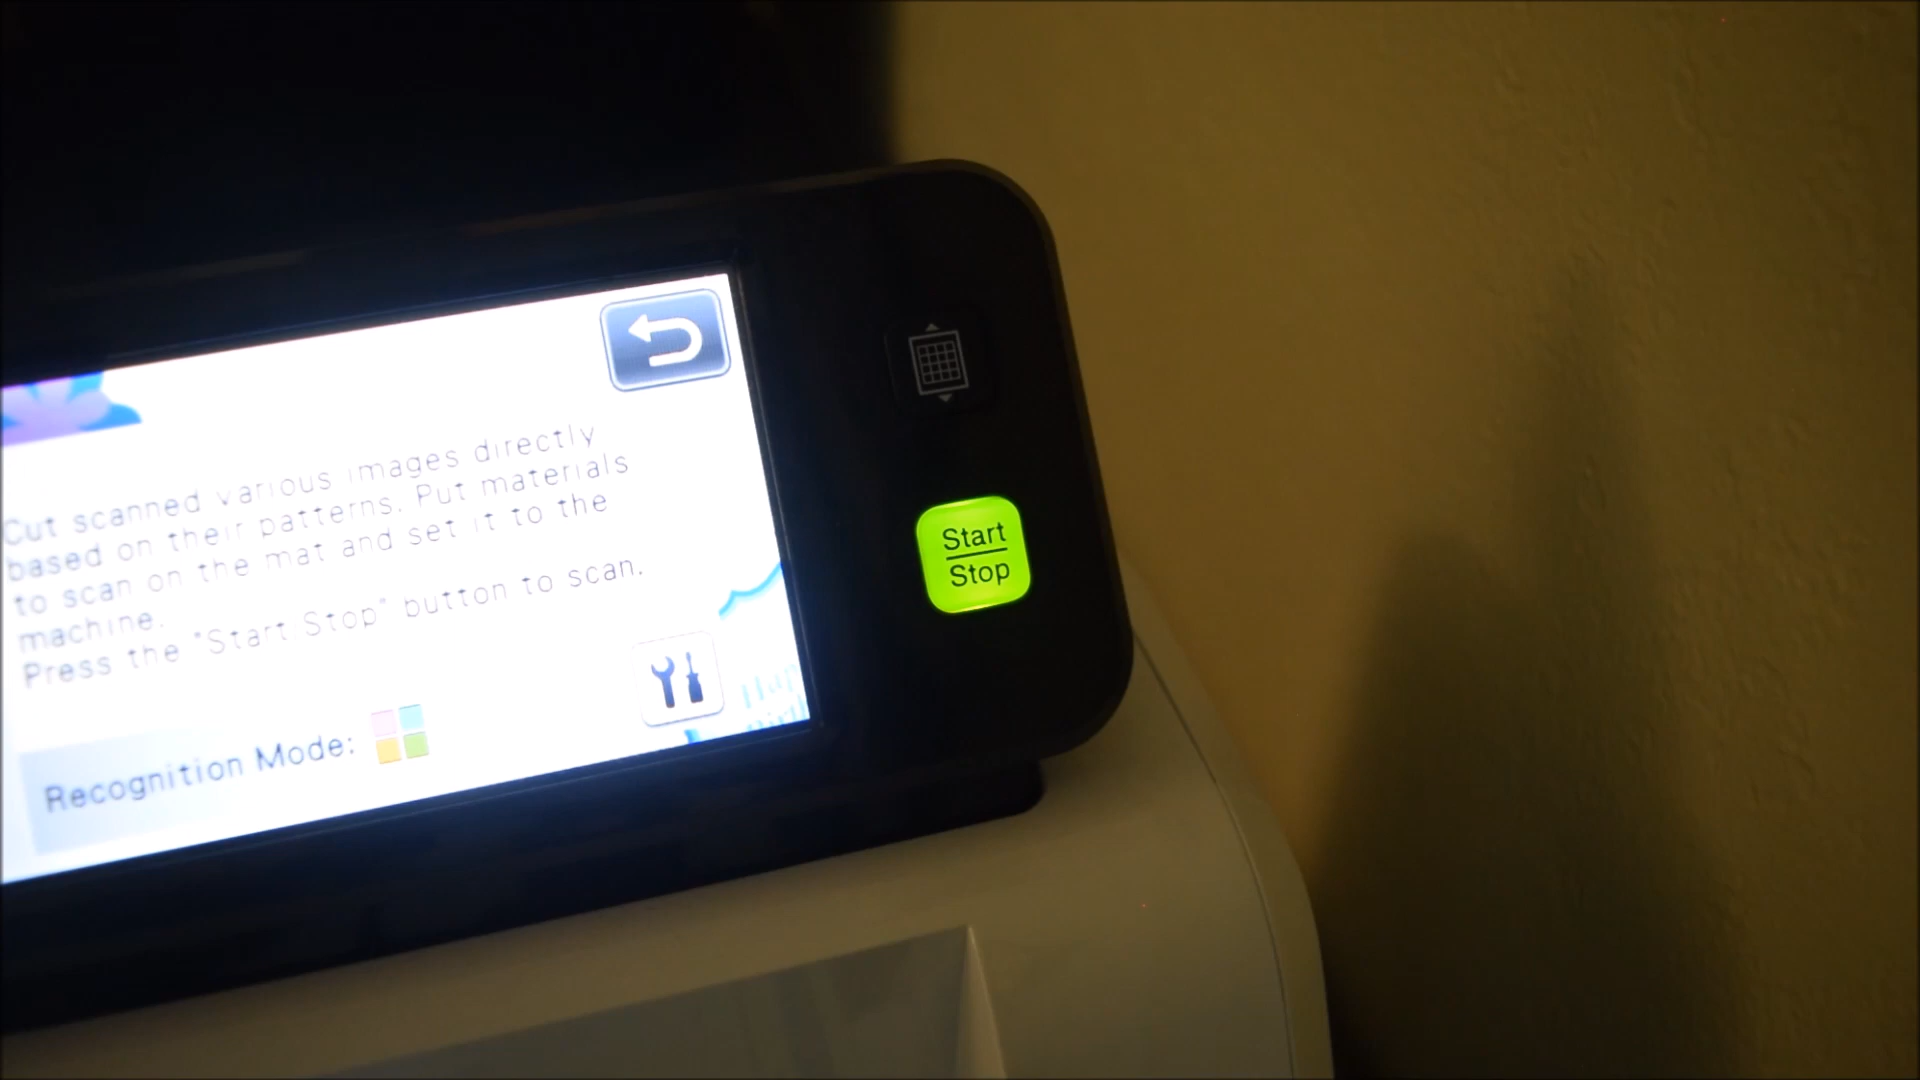 Cut scanned various images directly
based on their patterns. Put materials
to scan on the mat and set it to the
machine.
Press the "Start/Stop" button to scan.
Recognition Mode:
Start
Stop